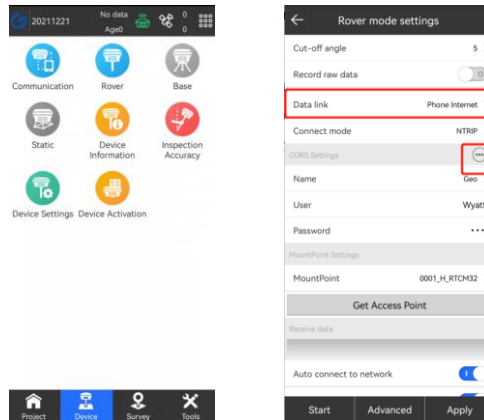 20211221
No data
Age0
0
0
Communication
Rover
Base
Static
Device Information
Inspection Accuracy
Device Settings
Device Activation
Project
Device
Survey
Tools
Rover mode settings
Cut-off angle 5
Record raw data
Data link Phone Internet
Connect mode NTRIP
CORS Settings
Name Geo
User Wyatt
Password
MountPoint Settings
MountPoint 0001_H_RTCM32
Get Access Point
Receive data
Auto connect to network
Start
Advanced
Apply